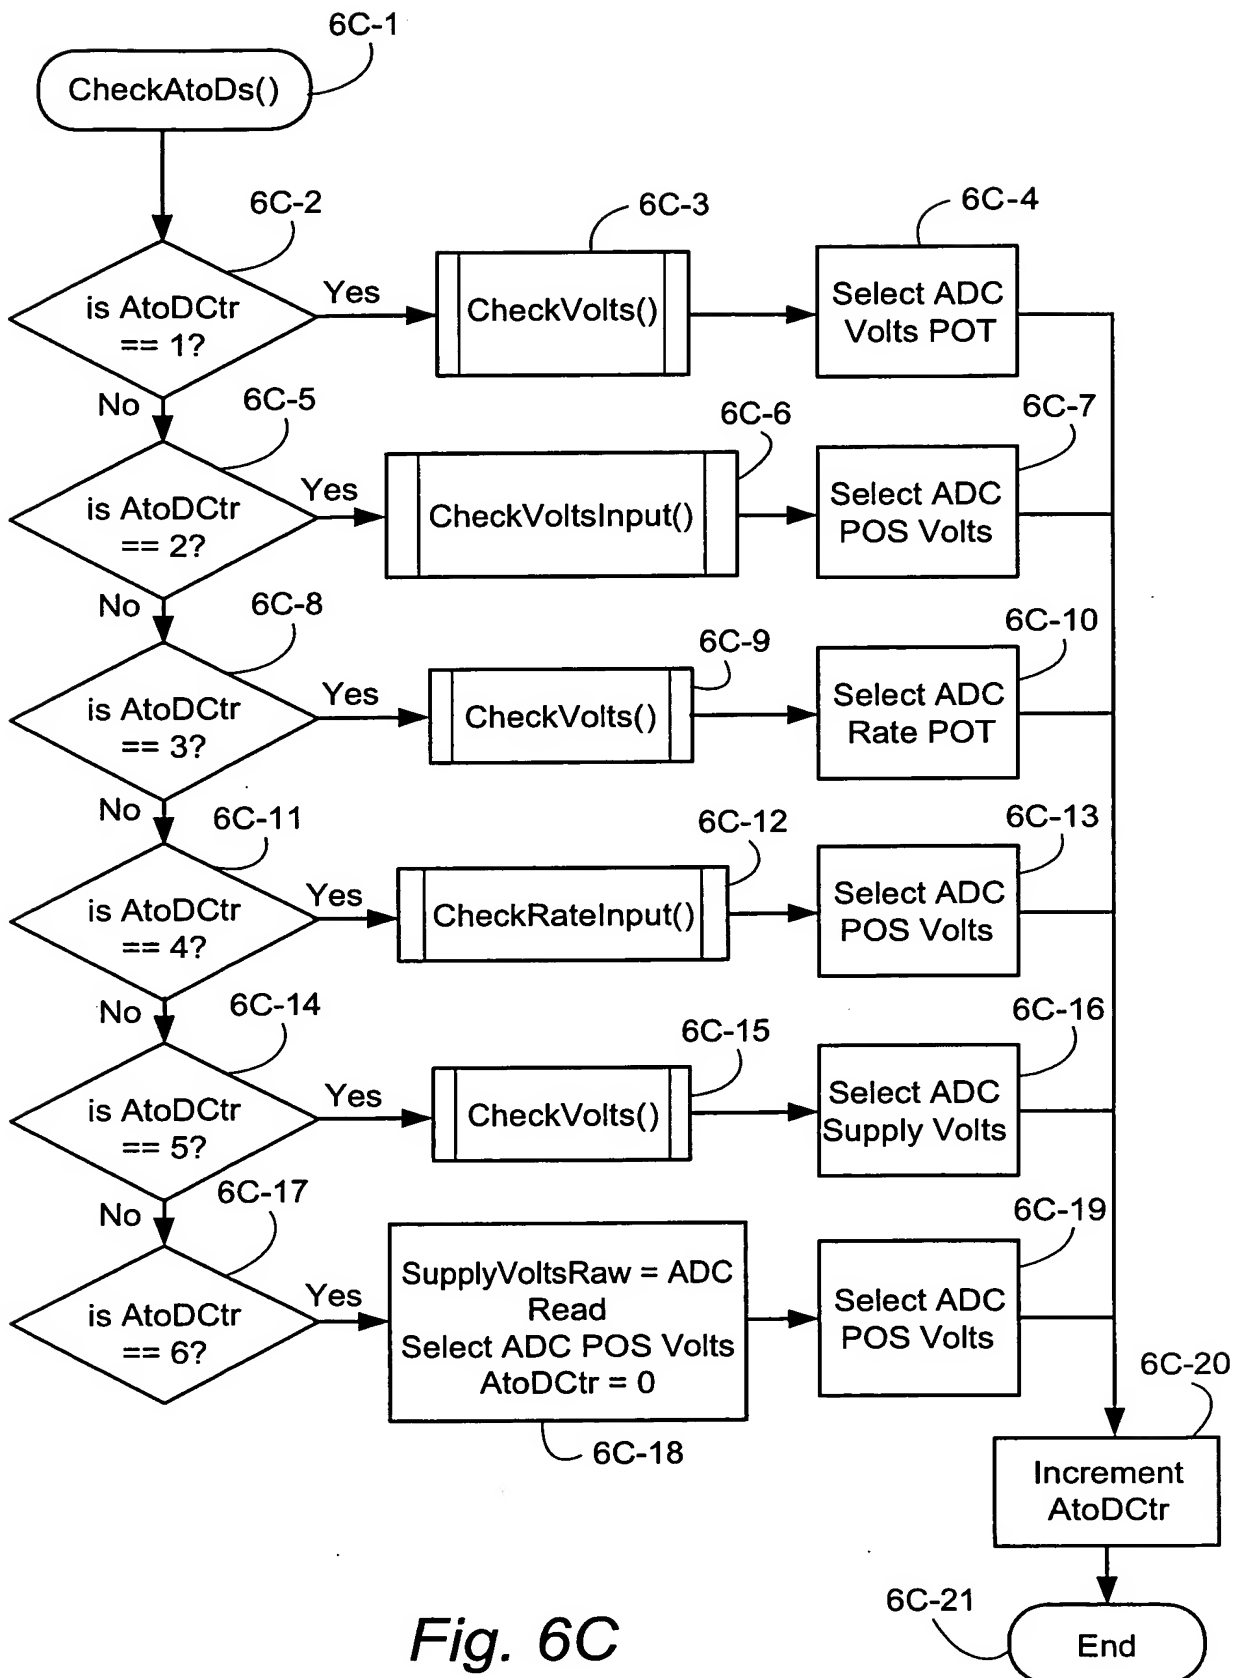 6C-1
CheckAtoDs()
6C-2
6C-3
6C-4
is AtoDCtr
== 1?
Yes
CheckVolts()
Select ADC
Volts POT
No
6C-5
6C-6
6C-7
is AtoDCtr
== 2?
Yes
CheckVoltsInput()
Select ADC
POS Volts
No
6C-8
6C-9
6C-10
is AtoDCtr
== 3?
Yes
CheckVolts()
Select ADC
Rate POT
No
6C-11
6C-12
6C-13
is AtoDCtr
== 4?
Yes
CheckRateInput()
Select ADC
POS Volts
No
6C-14
6C-15
6C-16
is AtoDCtr
== 5?
Yes
CheckVolts()
Select ADC
Supply Volts
No
6C-17
6C-19
is AtoDCtr
== 6?
Yes
SupplyVoltsRaw = ADC
Read
Select ADC POS Volts
AtoDCtr = 0
Select ADC
POS Volts
6C-18
6C-20
Increment
AtoDCtr
6C-21
End
Fig. 6C